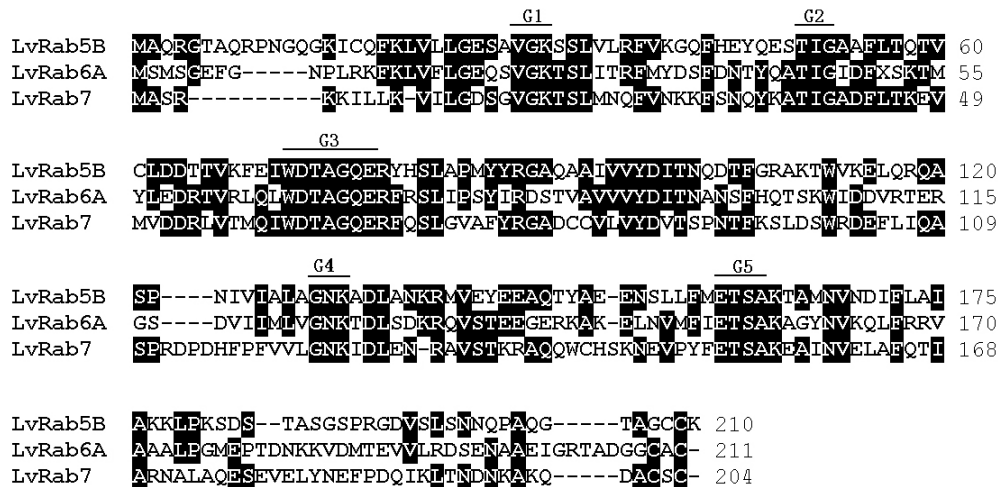 G1 G2
LvRab5B MAQRGTAQRPNGQGKICQFKLVLLGESAVGKSSLVLRFVKGQFHEYQESTIGAAFLTQTV 60
LvRab6A MSMSGEFG-----NPLRKFKLVFLGEQSVGKTSLITRFMYDSFDNTYQATIGIDFXSKTM 55
LvRab7 MASR----------KKILLK-VILGDSGVGKTSLMNQFVNKKFSNQYKATIGADFLTKEV 49
G3
LvRab5B CLDDTTVKFEIWDTAGQERYHSLAPMYYRGAQAAIVVYDITNQDTFGRAKTWVKELQRQA 120
LvRab6A YLEDRTVRLQLWDTAGQERFRSLIPSYIRDSTVAVVVYDITNANSFHQTSKWIDDVRTER 115
LvRab7 MVDDRLVTMQIWDTAGQERFQSLGVAFYRGADCCVLVYDVTSPNTFKSLDSWRDEFLIQA 109
G4 G5
LvRab5B SP----NIVIALAGNKADLANKRMVEYEEAQTYAE-ENSLLFMETSAKTAMNVNDIFLAI 175
LvRab6A GS----DVIIMLVGNKTDLSDKRQVSTEEGERKAK-ELNVMFIETSAKAGYNVKQLFRRV 170
LvRab7 SPRDPDHFPFVVLGNKIDLEN-RAVSTKRAQQWCHSKNEVPYFETSAKEAINVELAFQTI 168
LvRab5B AKKLPKSDS--TASGSPRGDVSLSNNQPAQG-----TAGCCK 210
LvRab6A AAALPGMEPTDNKKVDMTEVVLRDSENAAEIGRTADGGCAC- 211
LvRab7 ARNALAQESEVELYNEFPDQIKLTNDNKAKQ-----DACSC- 204